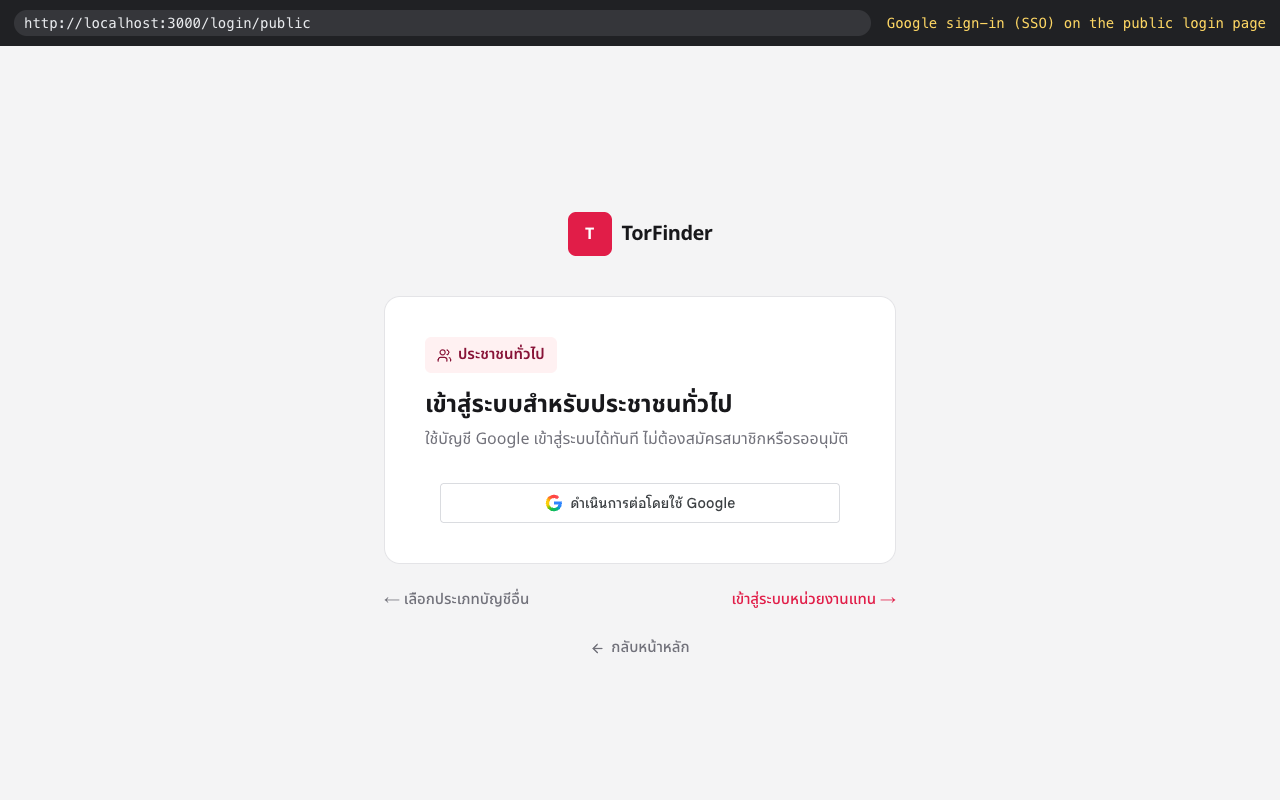 http://localhost:3000/login/public
Google sign-in (SSO) on the public login page
T
TorFinder
ประชาชนทั่วไป
เข้าสู่ระบบสำหรับประชาชนทั่วไป
ใช้บัญชี Google เข้าสู่ระบบได้ทันที ไม่ต้องสมัครสมาชิกหรือรออนุมัติ
ดำเนินการต่อโดยใช้ Google
← เลือกประเภทบัญชีอื่น
เข้าสู่ระบบหน่วยงานแทน →
← กลับหน้าหลัก